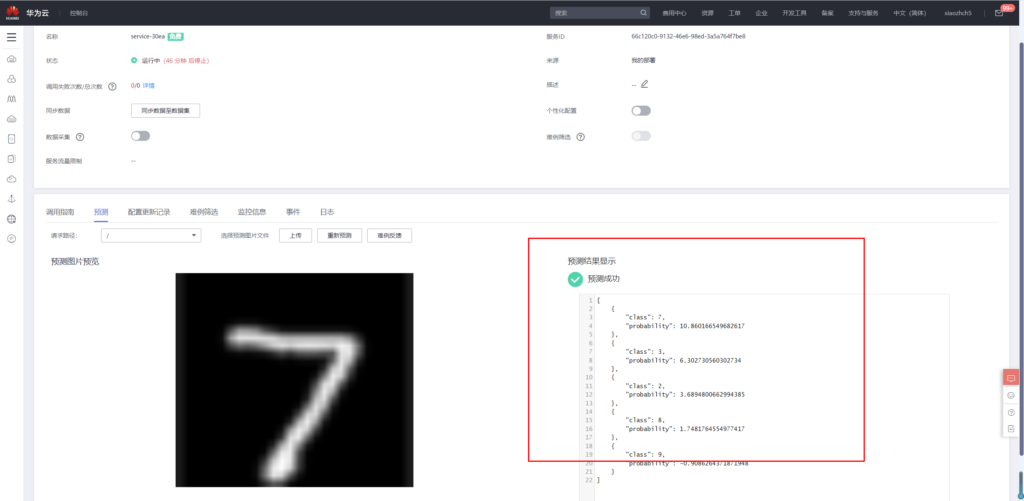 HUAWEI 华为云 控制台 搜索 费用中心 资源 工单 企业 开发工具 备案 支持与服务 中文（简体） xiaozhch5 99+
名称 service-30ea 免费 服务ID 66c120c0-9132-46e6-98ed-3a5a764f7be8
状态 运行中（46 分钟 后停止） 来源 我的部署
调用失败次数/总次数 0/0 详情 描述 --
同步数据 同步数据至数据集 个性化配置
数据采集 难例筛选
服务流量限制 --
调用指南 预测 配置更新记录 难例筛选 监控信息 事件 日志
请求路径: / 选择预测图片文件 上传 重新预测 难例反馈
预测图片预览 预测结果显示
预测成功
7
1 [
2 {
3 "class": 7,
4 "probability": 10.860166549682617
5 },
6 {
7 "class": 3,
8 "probability": 6.302730560302734
9 },
10 {
11 "class": 2,
12 "probability": 3.6894800662994385
13 },
14 {
15 "class": 8,
16 "probability": 1.7481764554977417
17 },
18 {
19 "class": 9,
20 "probability": -0.9086264371871948
21 }
22 ]